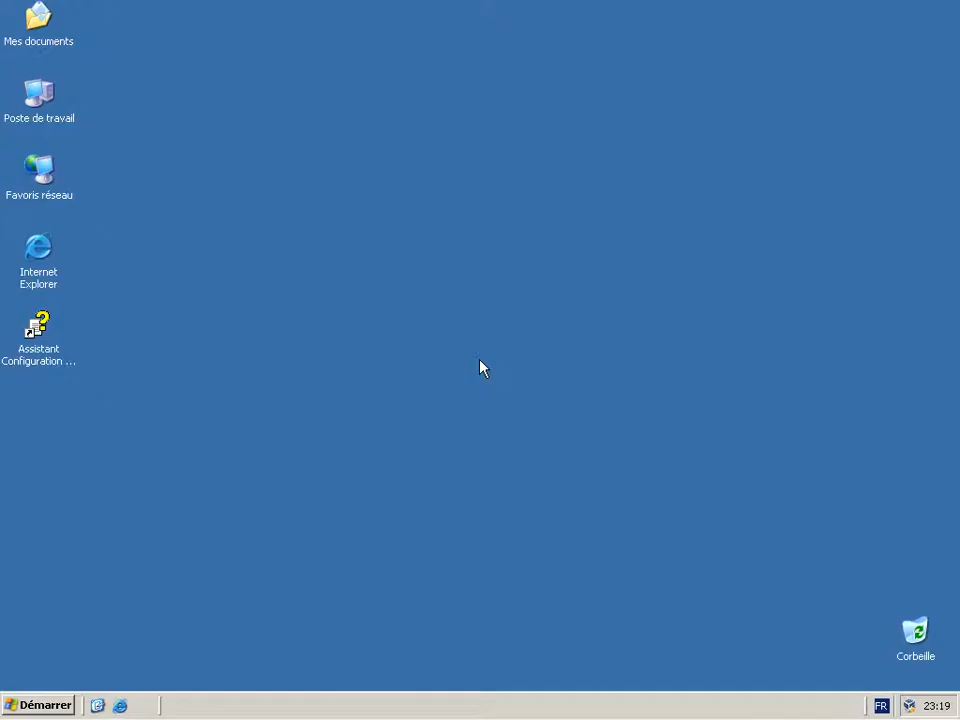 Mes documents
Poste de travail
Favoris réseau
Internet
Explorer
Assistant
Configuration ...
Corbeille
Démarrer
FR
23:19